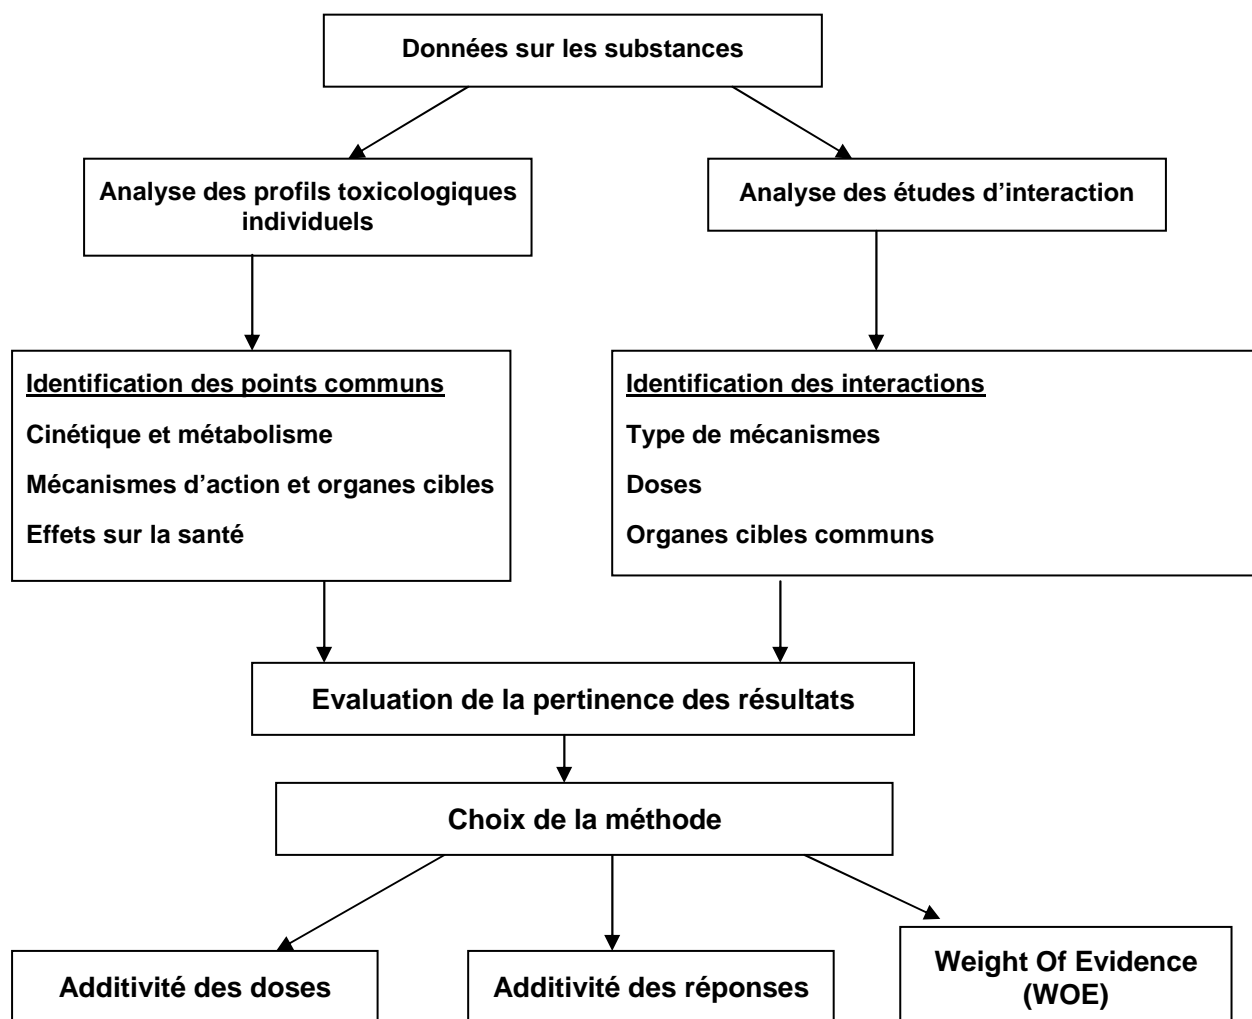 Données sur les substances
Analyse des profils toxicologiques
individuels
Analyse des études d’interaction
Identification des points communs
Cinétique et métabolisme
Mécanismes d’action et organes cibles
Effets sur la santé
Identification des interactions
Type de mécanismes
Doses
Organes cibles communs
Evaluation de la pertinence des résultats
Choix de la méthode
Additivité des doses
Additivité des réponses
Weight Of Evidence
(WOE)